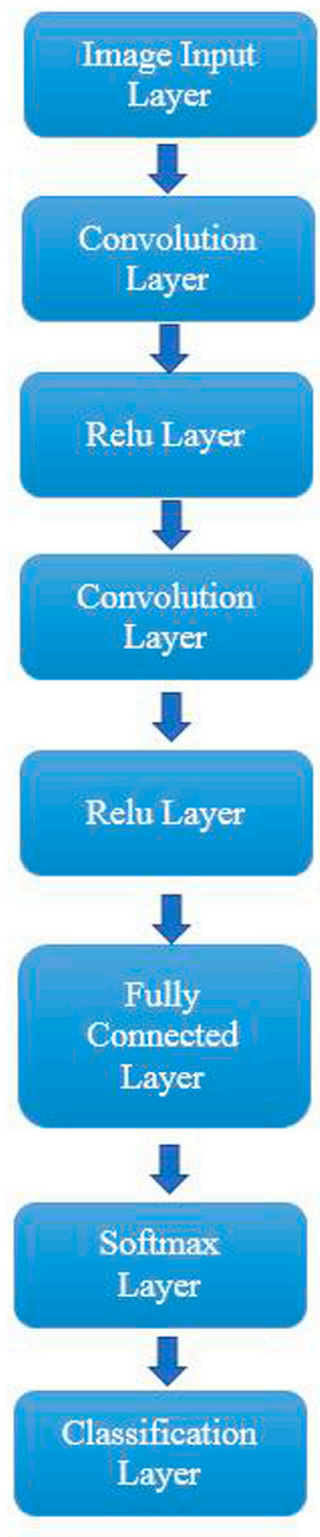 Image Input
Layer
Convolution
Layer
Relu Layer
Convolution
Layer
Relu Layer
Fully
Connected
Layer
Softmax
Layer
Classification
Layer